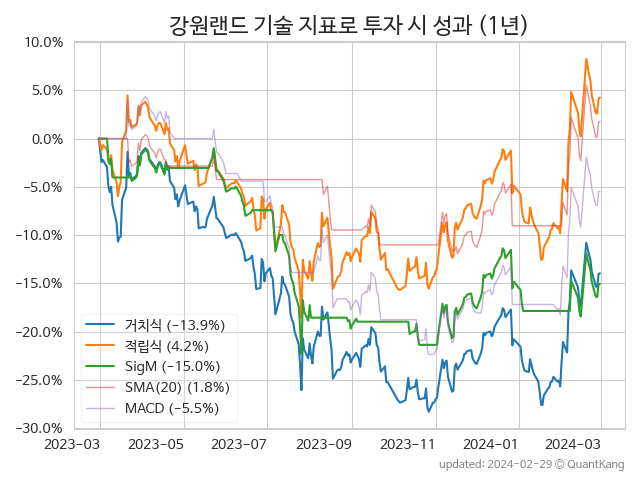 강원랜드 기술 지표로 투자 시 성과 (1년)
10.0%
5.0%
0.0%
−5.0%
−10.0%
−15.0%
−20.0%
−25.0%
−30.0%
거치식 (−13.9%)
적립식 (4.2%)
SigM (−15.0%)
SMA(20) (1.8%)
MACD (−5.5%)
2023-03 2023-05 2023-07 2023-09 2023-11 2024-01 2024-03
updated: 2024-02-29 © QuantKang